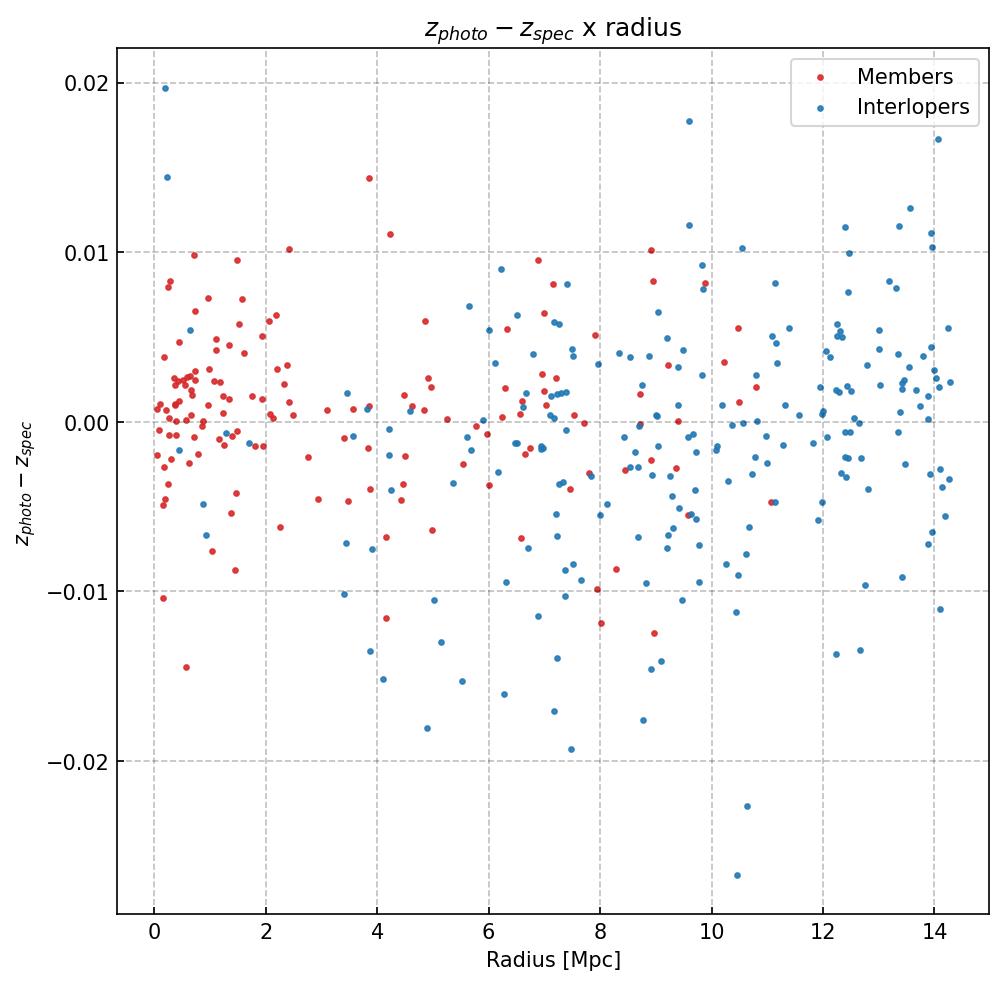 z_photo − z_spec x radius
Members
Interlopers
0.02
0.01
0.00
−0.01
−0.02
z_photo − z_spec
0 2 4 6 8 10 12 14
Radius [Mpc]